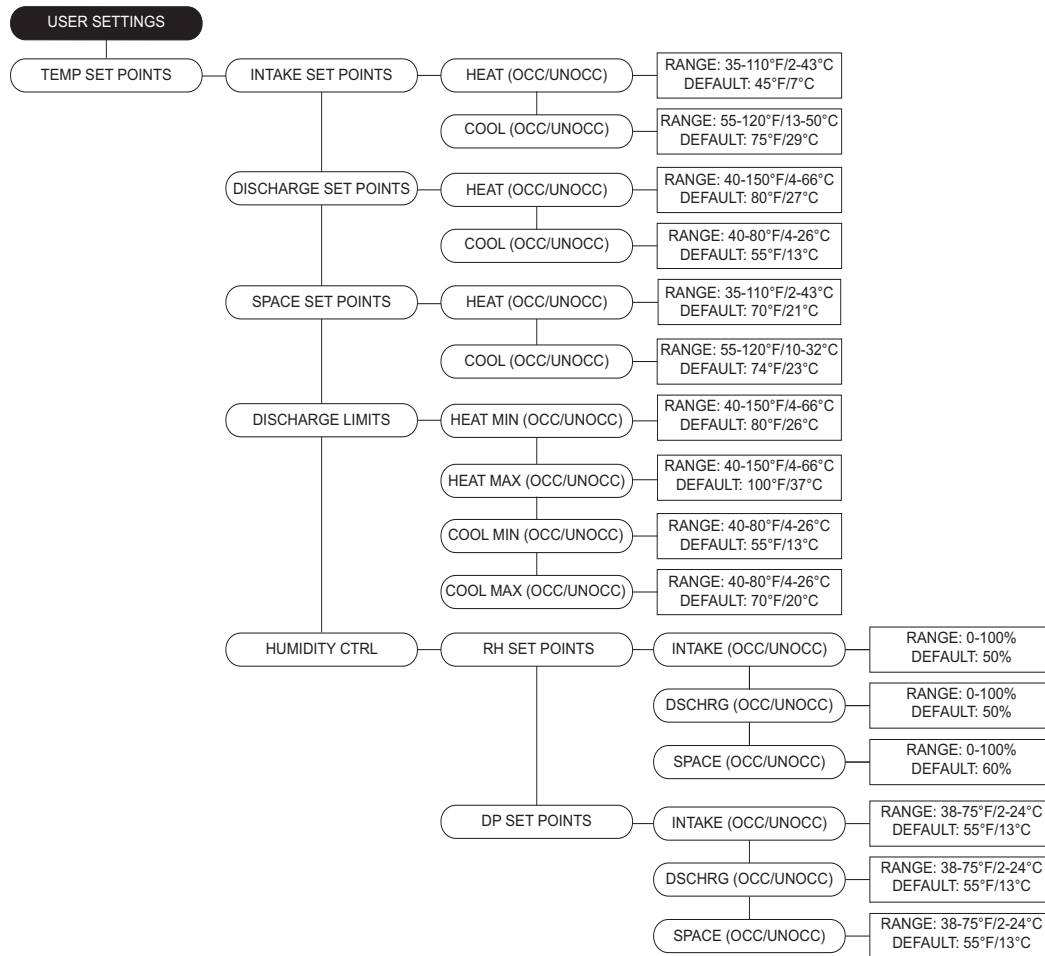 USER SETTINGS
TEMP SET POINTS
INTAKE SET POINTS
HEAT (OCC/UNOCC)
RANGE: 35-110°F/2-43°C
DEFAULT: 45°F/7°C
COOL (OCC/UNOCC)
RANGE: 55-120°F/13-50°C
DEFAULT: 75°F/29°C
DISCHARGE SET POINTS
HEAT (OCC/UNOCC)
RANGE: 40-150°F/4-66°C
DEFAULT: 80°F/27°C
COOL (OCC/UNOCC)
RANGE: 40-80°F/4-26°C
DEFAULT: 55°F/13°C
SPACE SET POINTS
HEAT (OCC/UNOCC)
RANGE: 35-110°F/2-43°C
DEFAULT: 70°F/21°C
COOL (OCC/UNOCC)
RANGE: 55-120°F/10-32°C
DEFAULT: 74°F/23°C
DISCHARGE LIMITS
HEAT MIN (OCC/UNOCC)
RANGE: 40-150°F/4-66°C
DEFAULT: 80°F/26°C
HEAT MAX (OCC/UNOCC)
RANGE: 40-150°F/4-66°C
DEFAULT: 100°F/37°C
COOL MIN (OCC/UNOCC)
RANGE: 40-80°F/4-26°C
DEFAULT: 55°F/13°C
COOL MAX (OCC/UNOCC)
RANGE: 40-80°F/4-26°C
DEFAULT: 70°F/20°C
HUMIDITY CTRL
RH SET POINTS
INTAKE (OCC/UNOCC)
RANGE: 0-100%
DEFAULT: 50%
DSCHRG (OCC/UNOCC)
RANGE: 0-100%
DEFAULT: 50%
SPACE (OCC/UNOCC)
RANGE: 0-100%
DEFAULT: 60%
DP SET POINTS
INTAKE (OCC/UNOCC)
RANGE: 38-75°F/2-24°C
DEFAULT: 55°F/13°C
DSCHRG (OCC/UNOCC)
RANGE: 38-75°F/2-24°C
DEFAULT: 55°F/13°C
SPACE (OCC/UNOCC)
RANGE: 38-75°F/2-24°C
DEFAULT: 55°F/13°C